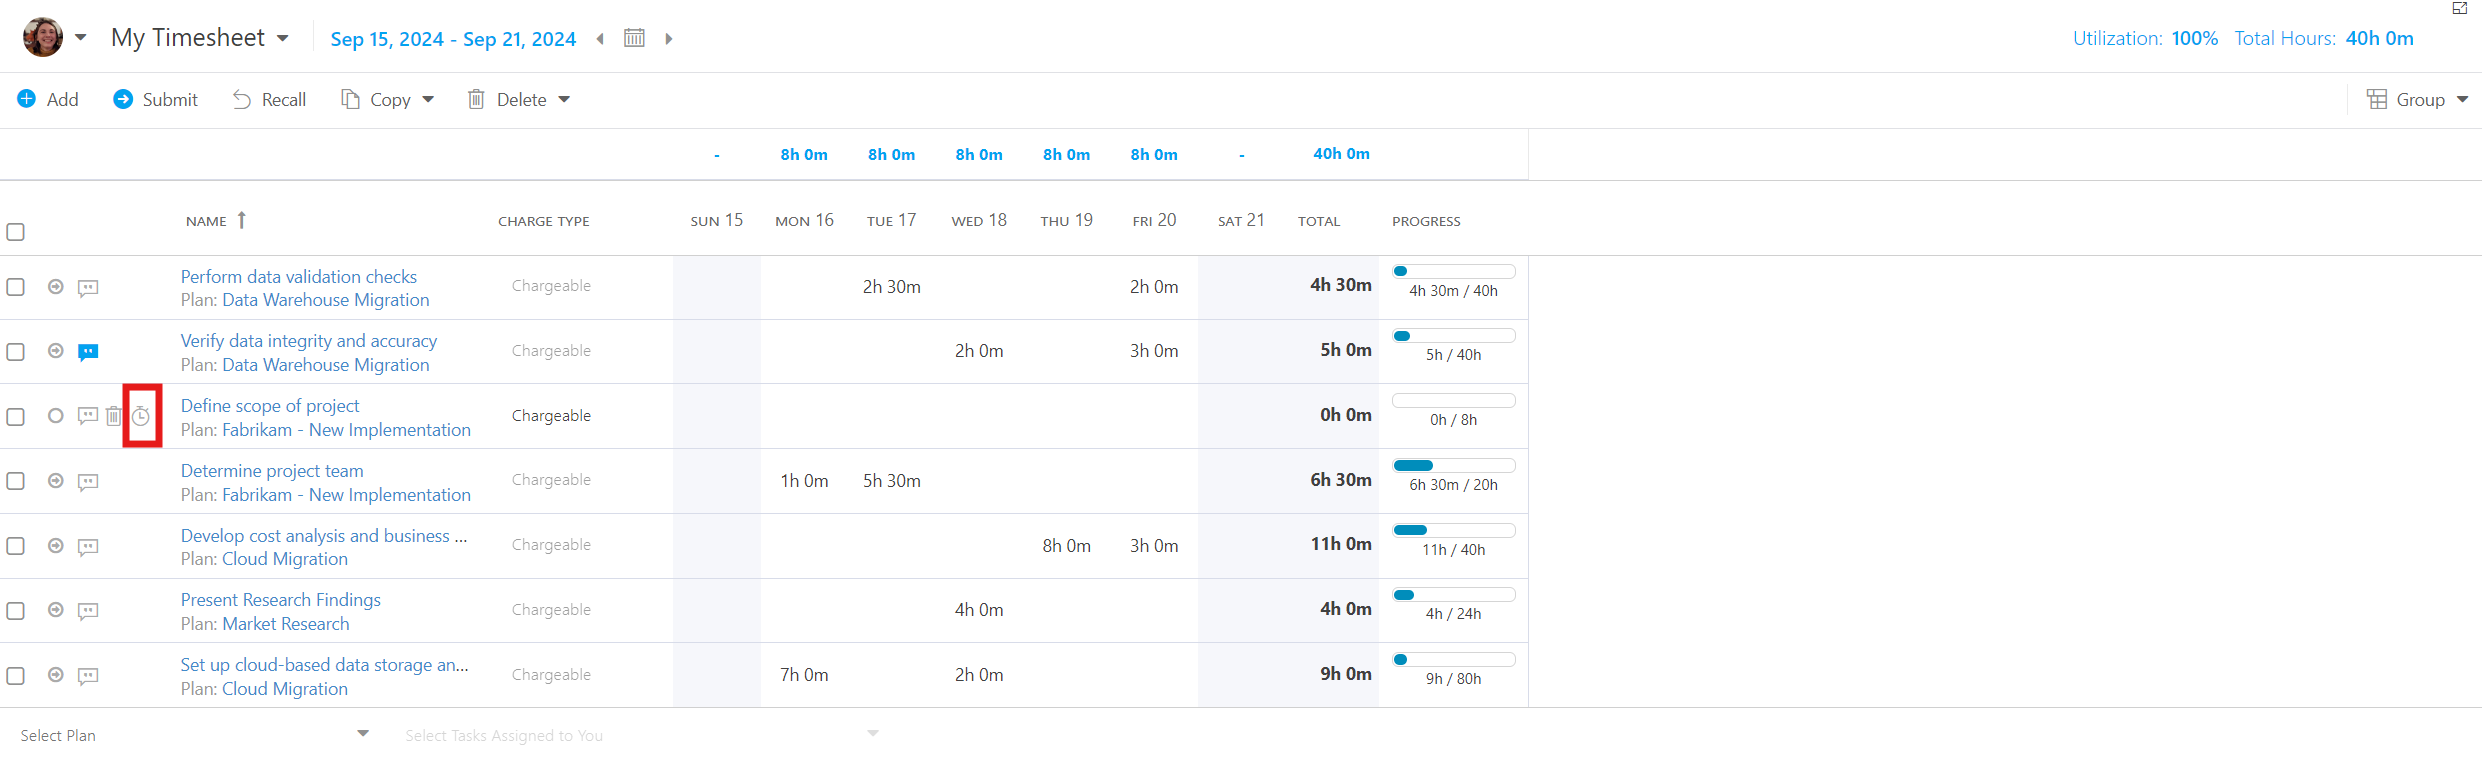 My Timesheet Sep 15, 2024 - Sep 21, 2024 Utilization: 100% Total Hours: 40h 0m
Add Submit Recall Copy Delete Group
- 8h 0m 8h 0m 8h 0m 8h 0m 8h 0m - 40h 0m
NAME CHARGE TYPE SUN 15 MON 16 TUE 17 WED 18 THU 19 FRI 20 SAT 21 TOTAL PROGRESS
Perform data validation checks
Plan: Data Warehouse Migration
Chargeable 2h 30m 2h 0m 4h 30m 4h 30m / 40h
Verify data integrity and accuracy
Plan: Data Warehouse Migration
Chargeable 2h 0m 3h 0m 5h 0m 5h / 40h
Define scope of project
Plan: Fabrikam - New Implementation
Chargeable 0h 0m 0h / 8h
Determine project team
Plan: Fabrikam - New Implementation
Chargeable 1h 0m 5h 30m 6h 30m 6h 30m / 20h
Develop cost analysis and business ...
Plan: Cloud Migration
Chargeable 8h 0m 3h 0m 11h 0m 11h / 40h
Present Research Findings
Plan: Market Research
Chargeable 4h 0m 4h 0m 4h / 24h
Set up cloud-based data storage an...
Plan: Cloud Migration
Chargeable 7h 0m 2h 0m 9h 0m 9h / 80h
Select Plan Select Tasks Assigned to You